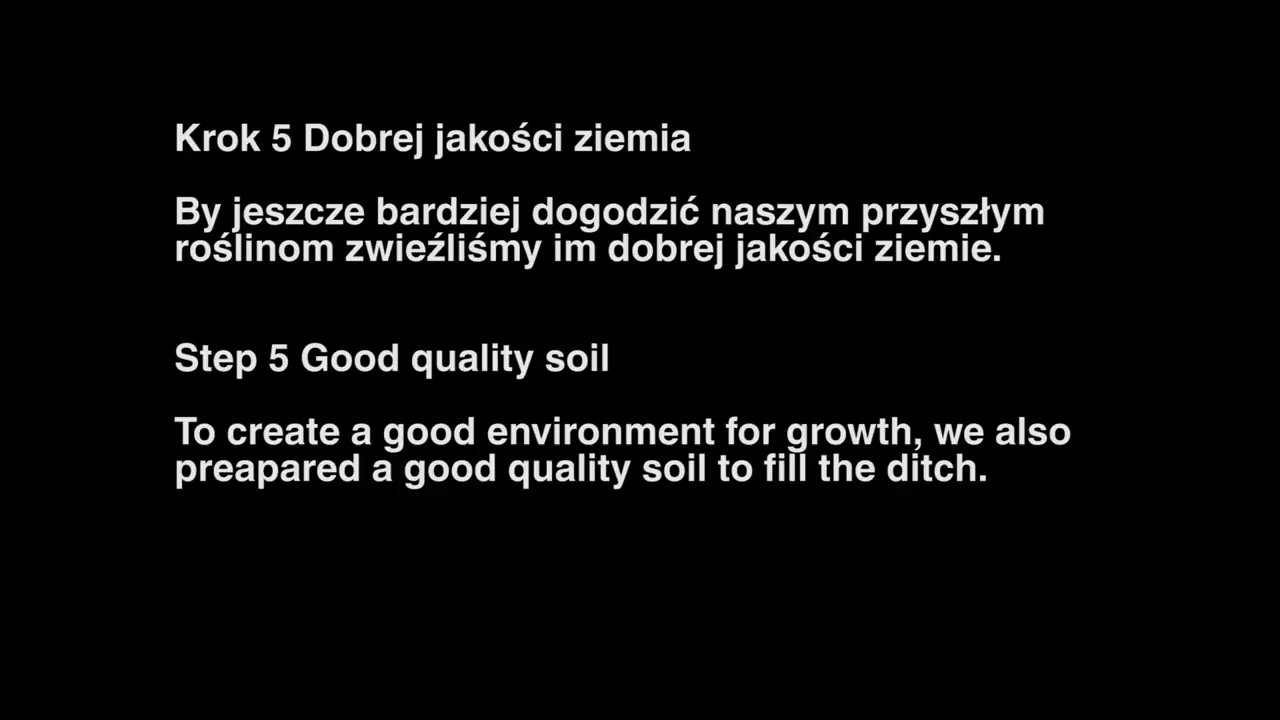 Krok 5 Dobrej jakości ziemia
By jeszcze bardziej dogodzić naszym przyszłym
roślinom zwieźliśmy im dobrej jakości ziemie.
Step 5 Good quality soil
To create a good environment for growth, we also
preapared a good quality soil to fill the ditch.